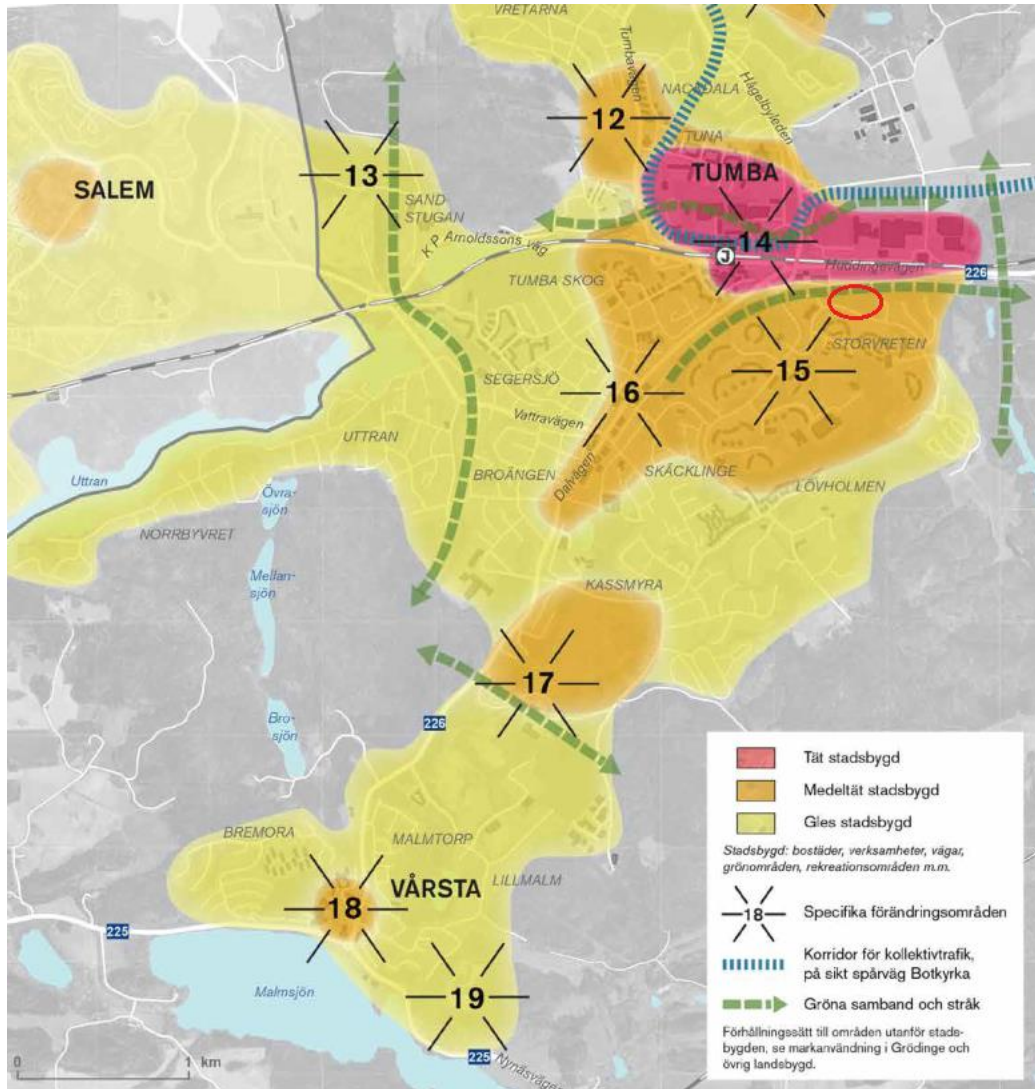 VRETARNA
Tumbavägen
NACKDALA
Hågelbyleden
12
TUNA
SALEM
13
TUMBA
SAND-
STUGAN
K P Arnoldssons väg
14
J
Huddingevägen
226
TUMBA SKOG
STORVRETEN
15
16
SEGERSJÖ
Vattravägen
UTTRAN
BROÄNGEN
Dalvägen
SKÄCKLINGE
LÖVHOLMEN
Uttran
Övra-
sjön
NORRBYVRET
Mellan-
sjön
KASSMYRA
17
Bro-
sjön
226
BREMORA
MALMTORP
LILLMALM
VÅRSTA
18
225
Malmsjön
19
225
Nynäsvägen
0 1 km
Tät stadsbygd
Medeltät stadsbygd
Gles stadsbygd
Stadsbygd: bostäder, verksamheter, vägar,
grönområden, rekreationsområden m.m.
18
Specifika förändringsområden
Korridor för kollektivtrafik,
på sikt spårväg Botkyrka
Gröna samband och stråk
Förhållningssätt till områden utanför stads-
bygden, se markanvändning i Grödinge och
övrig landsbygd.